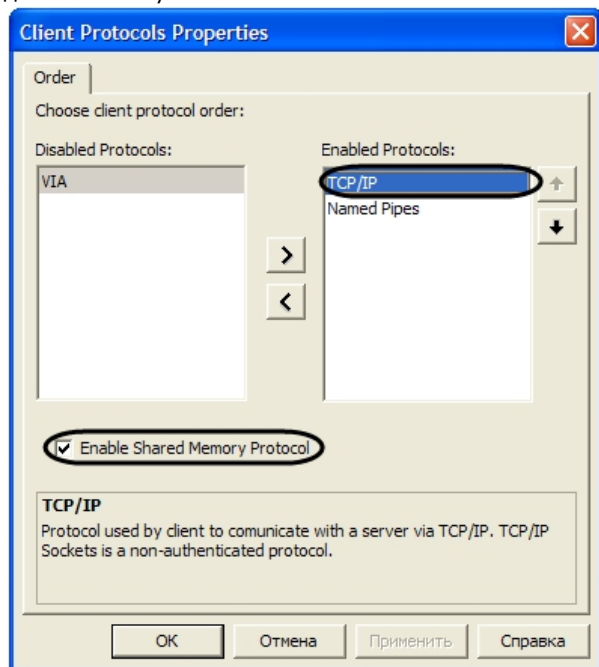 Client Protocols Properties
Order
Choose client protocol order:
Disabled Protocols:
Enabled Protocols:
VIA
TCP/IP
Named Pipes
Enable Shared Memory Protocol
TCP/IP
Protocol used by client to comunicate with a server via TCP/IP. TCP/IP
Sockets is a non-authenticated protocol.
OK
Отмена
Применить
Справка